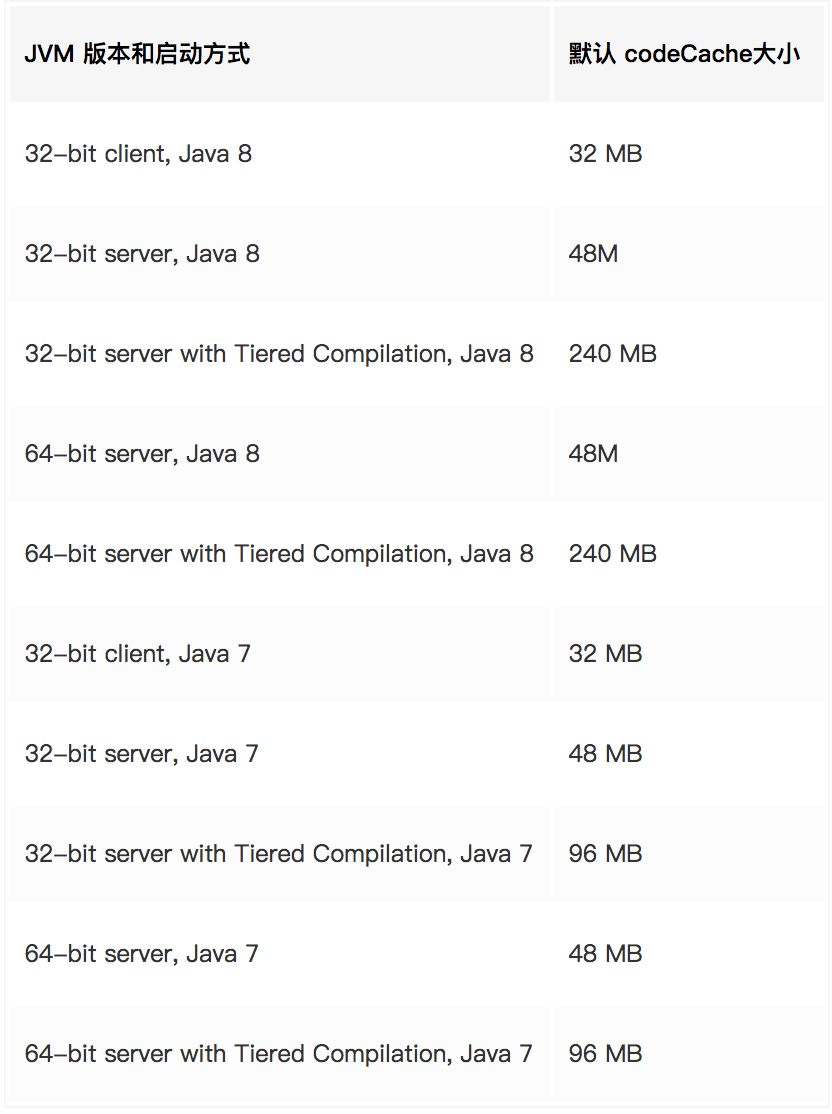 JVM 版本和启动方式 默认 codeCache大小
32-bit client, Java 8 32 MB
32-bit server, Java 8 48M
32-bit server with Tiered Compilation, Java 8 240 MB
64-bit server, Java 8 48M
64-bit server with Tiered Compilation, Java 8 240 MB
32-bit client, Java 7 32 MB
32-bit server, Java 7 48 MB
32-bit server with Tiered Compilation, Java 7 96 MB
64-bit server, Java 7 48 MB
64-bit server with Tiered Compilation, Java 7 96 MB